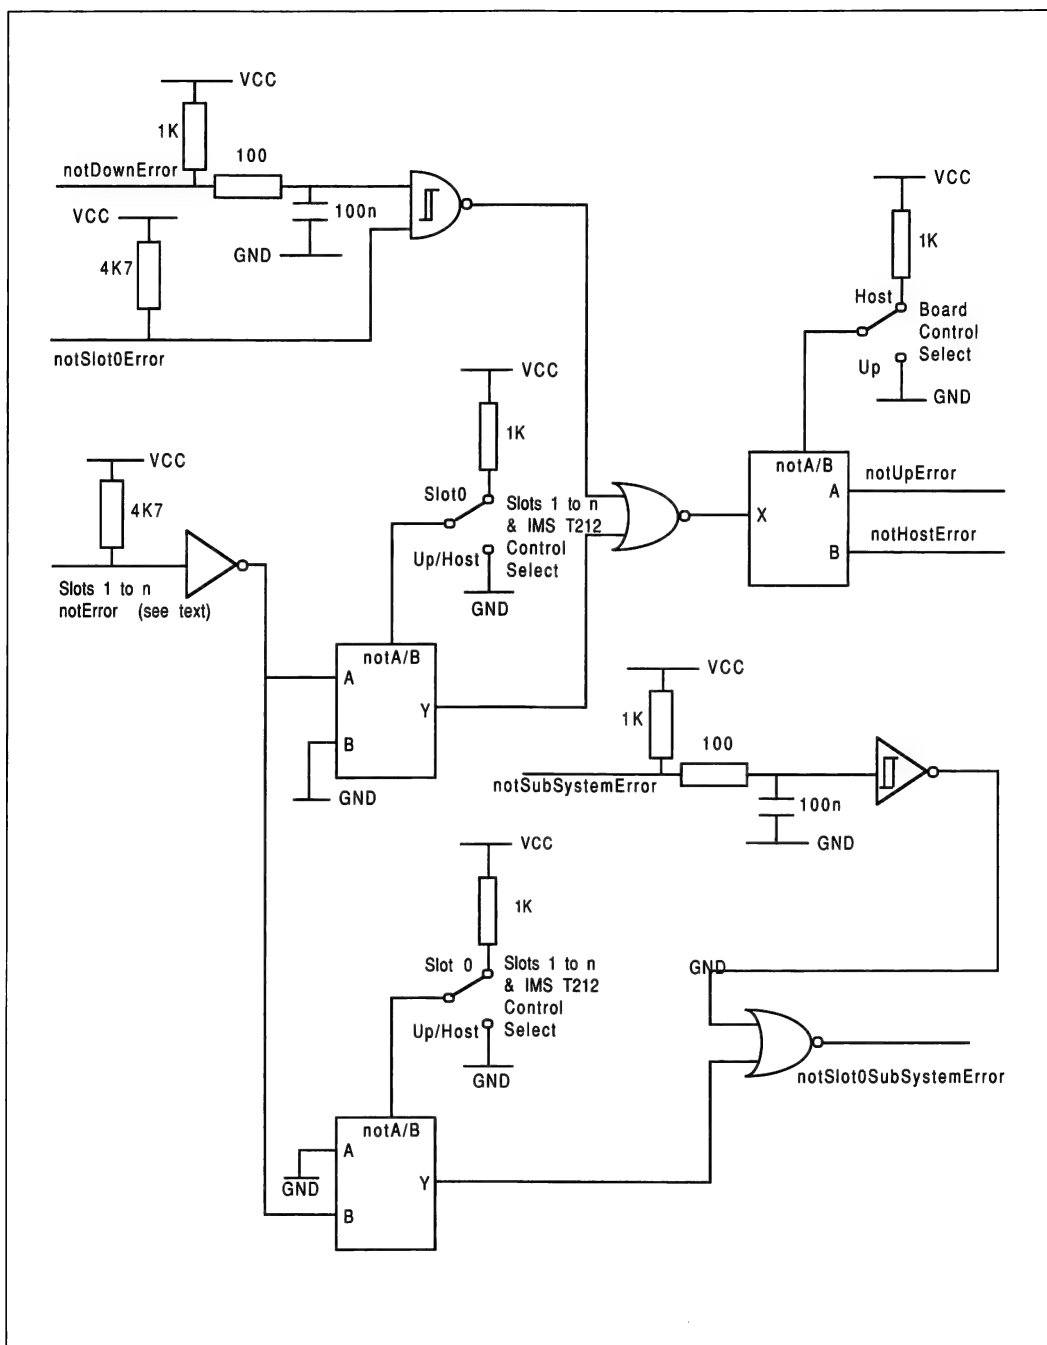 VCC
1K
100
notDownError
VCC
100n
GND
4K7
notSlot0Error
VCC
1K
Host
Board
Control
Select
Up
GND
VCC
1K
Slot0
Slots 1 to n
& IMS T212
Control
Select
Up/Host
GND
VCC
4K7
Slots 1 to n
notError (see text)
notA/B
X
A
B
notUpError
notHostError
notA/B
A
Y
B
GND
VCC
1K
100
notSubSystemError
100n
GND
VCC
1K
Slot 0
Slots 1 to n
& IMS T212
Control
Select
Up/Host
GND
GND
notSlot0SubSystemError
notA/B
A
GND
Y
B